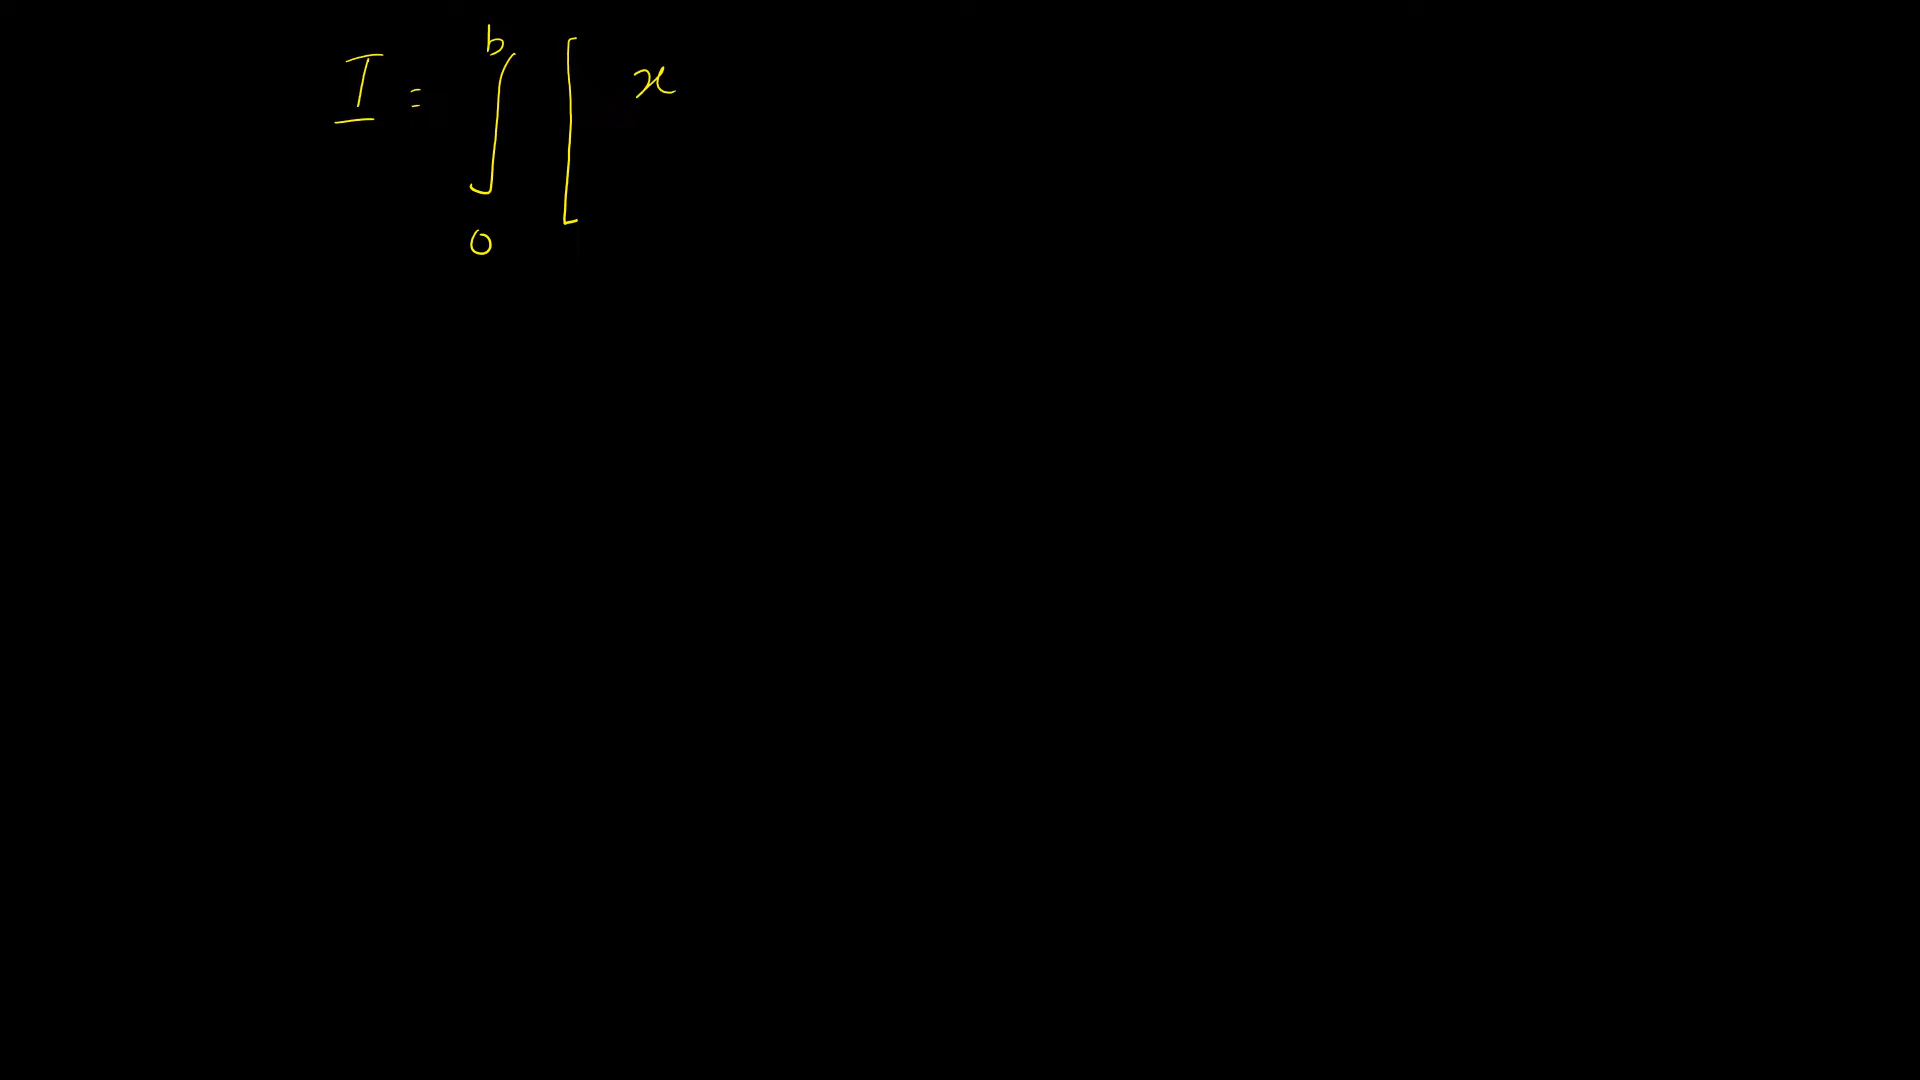 I = ∫₀ᵇ [ x